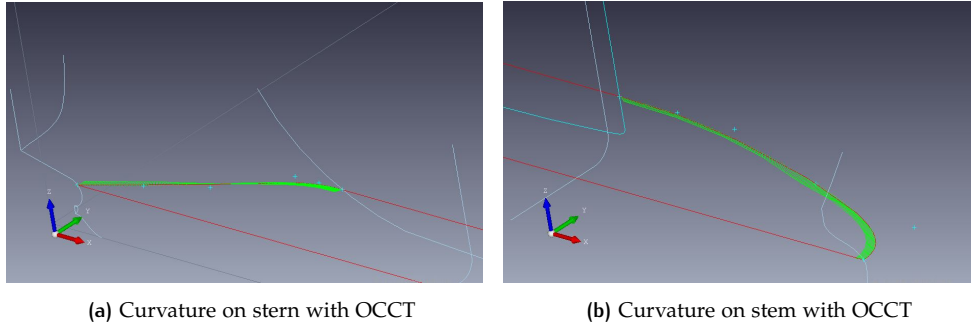 Z
Y
X
Z
Y
X
(a) Curvature on stern with OCCT
(b) Curvature on stem with OCCT